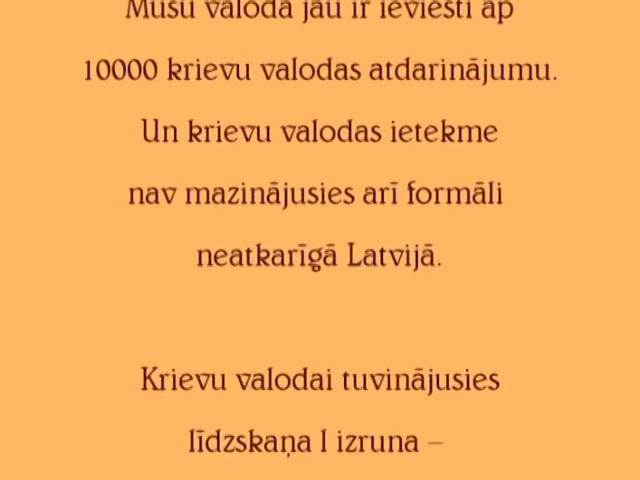 Mūsu valodā jau ir ieviesti ap
10000 krievu valodas atdarinājumu.
Un krievu valodas ietekme
nav mazinājusies arī formāli
neatkarīgā Latvijā.
Krievu valodai tuvinājusies
līdzskaņa l izruna –